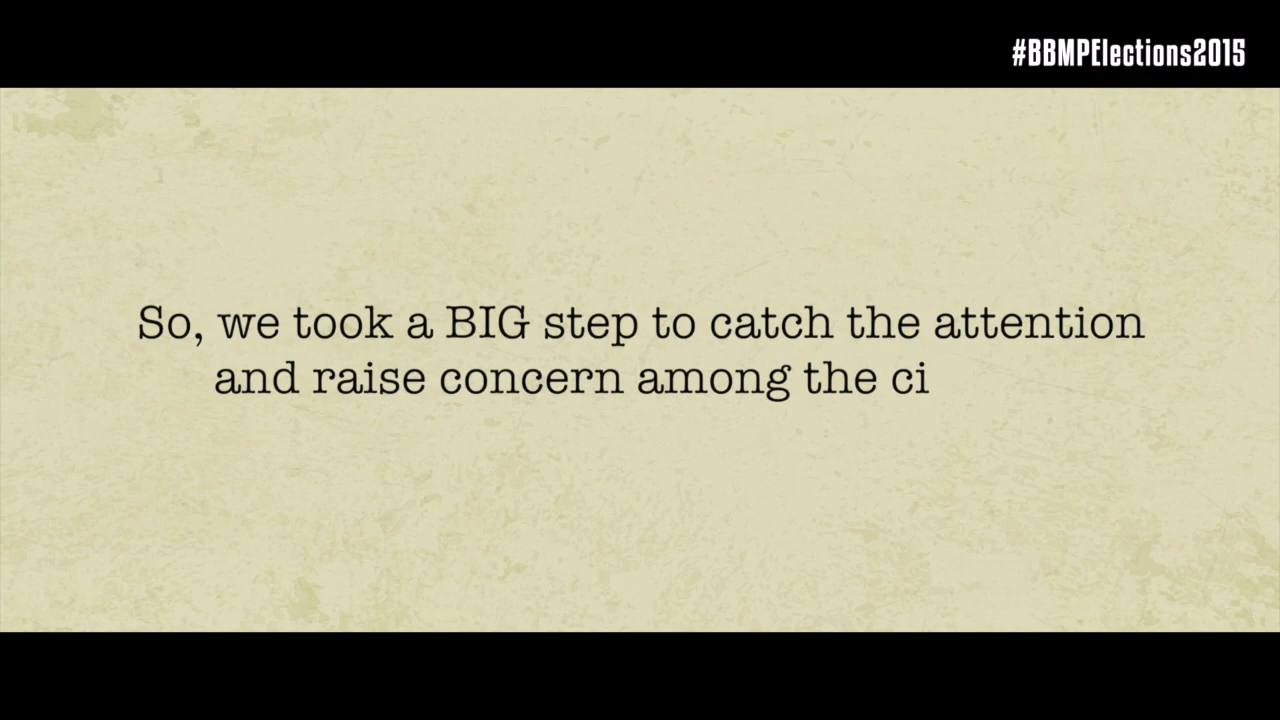 #BBMPElections2015
So, we took a BIG step to catch the attention
and raise concern among the ci